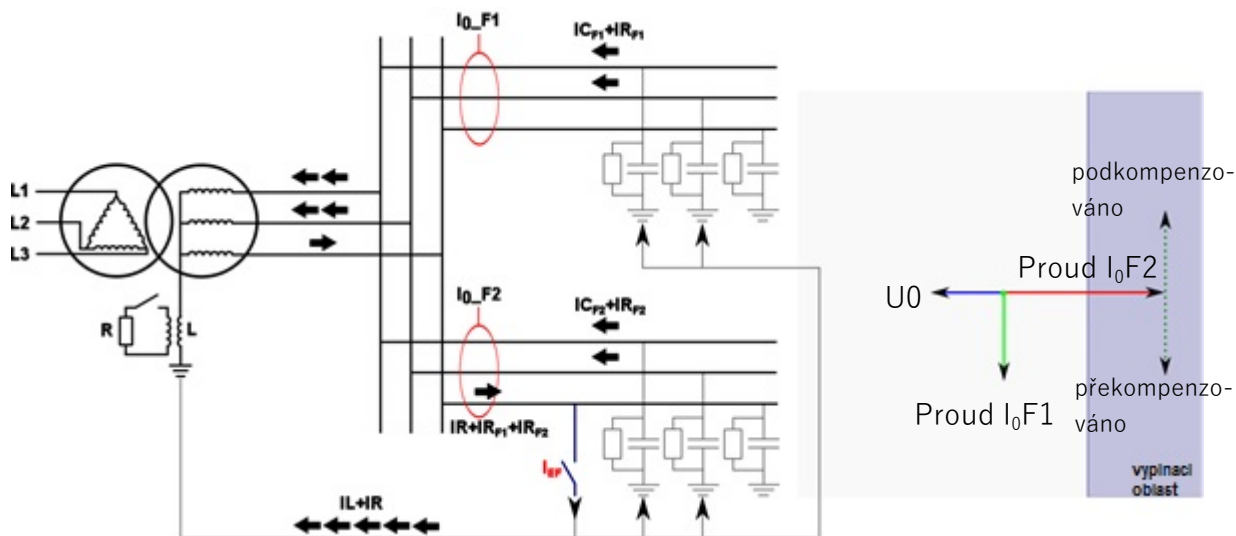 I0_F1
ICF1+IRF1
L1
L2
L3
R
L
I0_F2
ICF2+IRF2
IR+IRF1+IRF2
IEF
IL+IR
podkompenzo-
váno
Proud I₀F2
U0
Proud I₀F1
překompenzo-
váno
vypínací
oblast